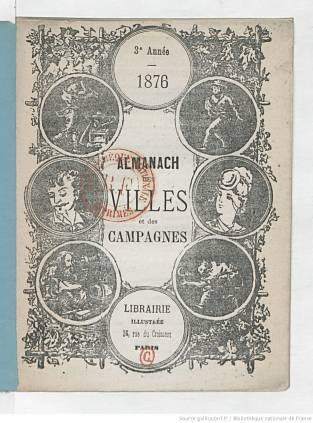 3e Année
1876
ALMANACH
VILLES
et des
CAMPAGNES
LIBRAIRIE
ILLUSTRÉE
rue du Croissant
PARIS
Source gallica.bnf.fr / Bibliothèque nationale de France